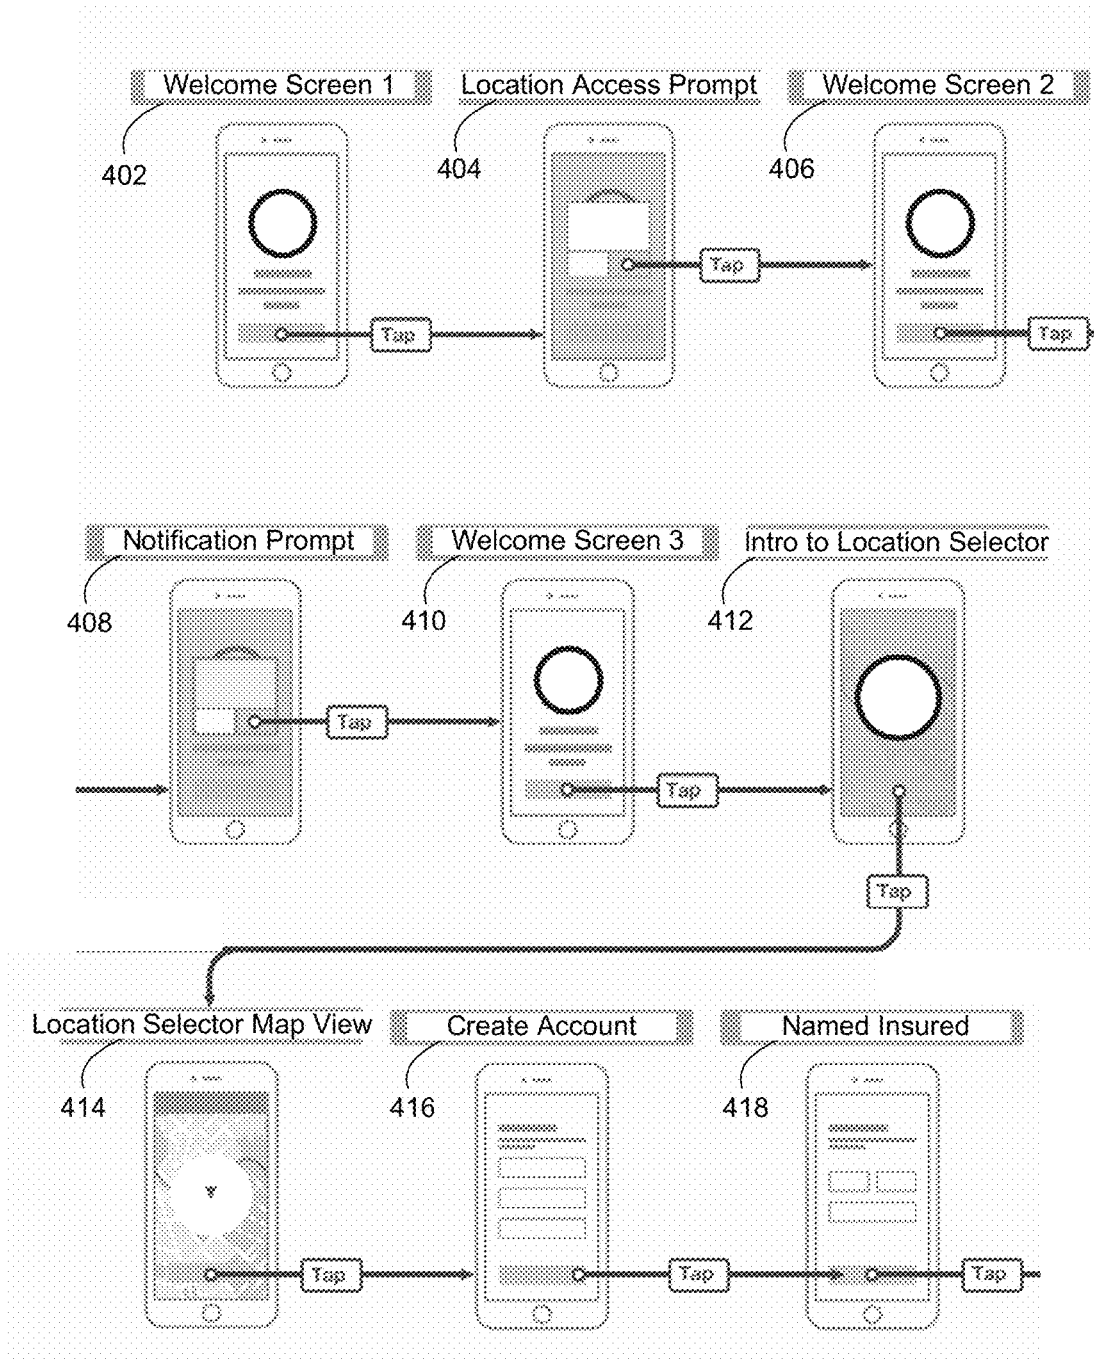 Welcome Screen 1
Location Access Prompt
Welcome Screen 2
402
404
406
Tap
Tap
Tap
Notification Prompt
Welcome Screen 3
Intro to Location Selector
408
410
412
Tap
Tap
Tap
Location Selector Map View
Create Account
Named Insured
414
416
418
Tap
Tap
Tap